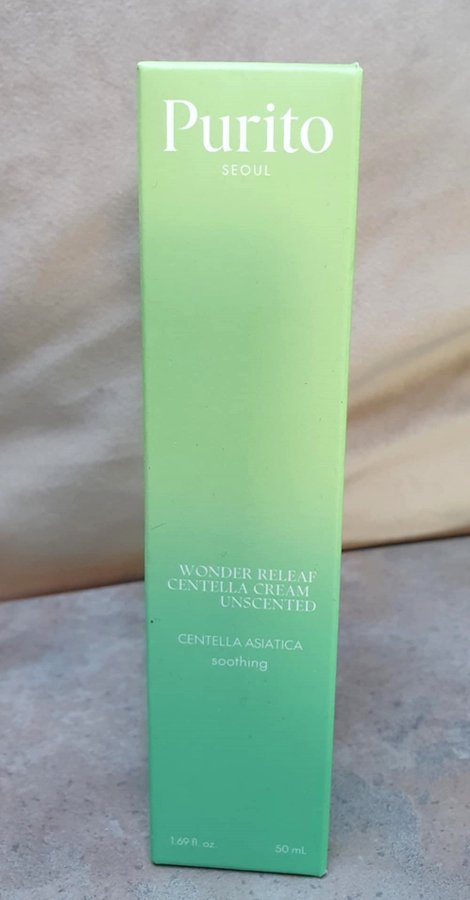 Purito
SEOUL
WONDER RELEAF
CENTELLA CREAM
UNSCENTED
CENTELLA ASIATICA
soothing
1.69 fl. oz. 50 mL